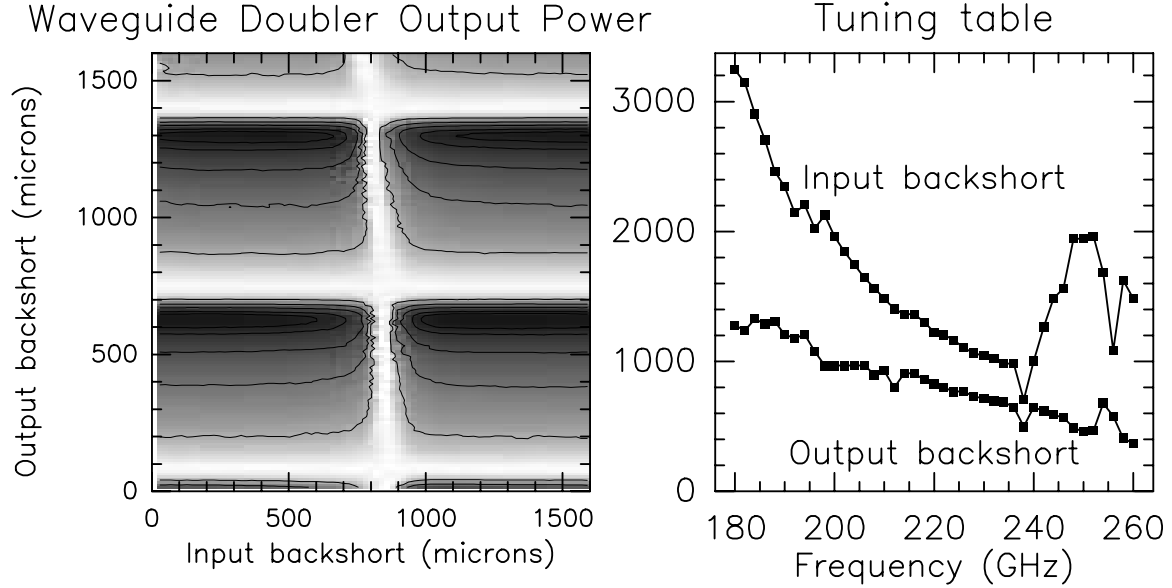 Waveguide Doubler Output Power
Output backshort (microns)
1500
1000
500
0
0 500 1000 1500
Input backshort (microns)
Tuning table
3000
2000
1000
0
Input backshort
Output backshort
180 200 220 240 260
Frequency (GHz)